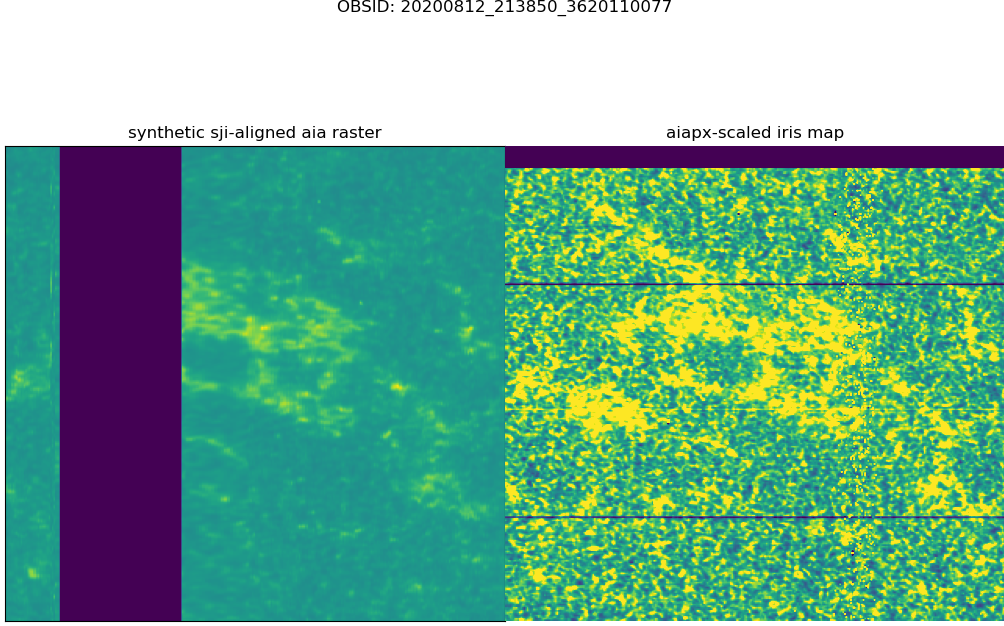 OBSID: 20200812_213850_3620110077
synthetic sji-aligned aia raster
aiapx-scaled iris map